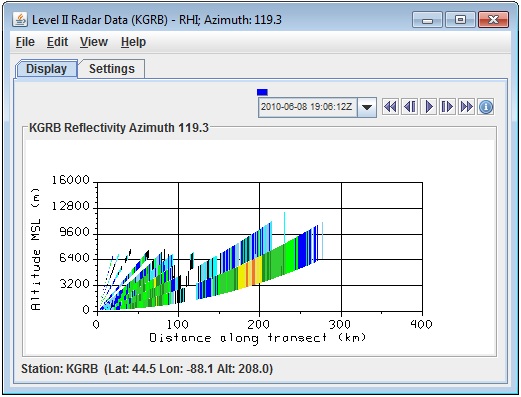 Level II Radar Data (KGRB) - RHI; Azimuth: 119.3
File Edit View Help
Display Settings
2010-06-08 19:06:12Z
KGRB Reflectivity Azimuth 119.3
16000
12800
9600
6400
3200
0
Altitude MSL (m)
0 100 200 300 400
Distance along transect (km)
Station: KGRB (Lat: 44.5 Lon: -88.1 Alt: 208.0)